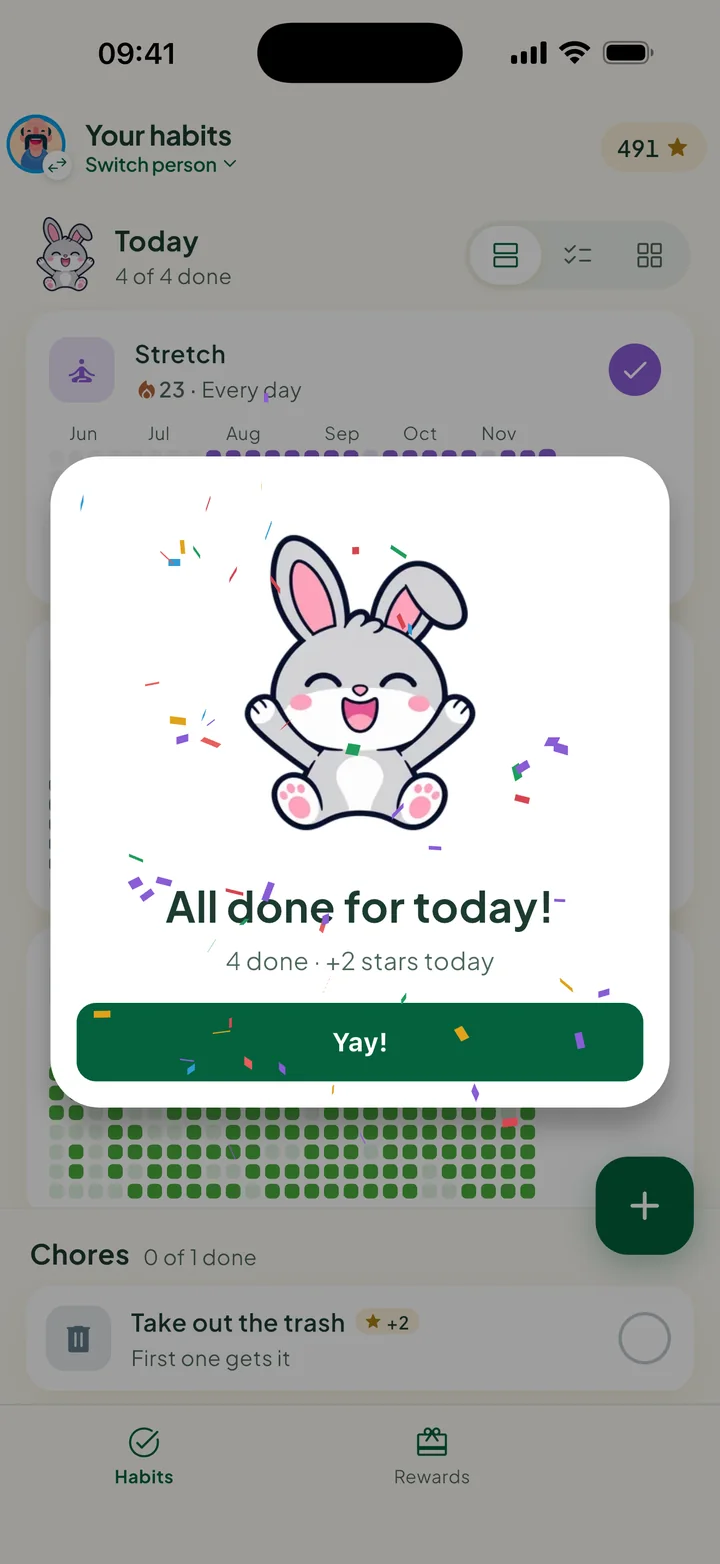 09:41
Your habits
Switch person
491
Today
4 of 4 done
Stretch
23 · Every day
Jun Jul Aug Sep Oct Nov
All done for today!
4 done · +2 stars today
Yay!
Chores 0 of 1 done
Take out the trash +2
First one gets it
Habits Rewards